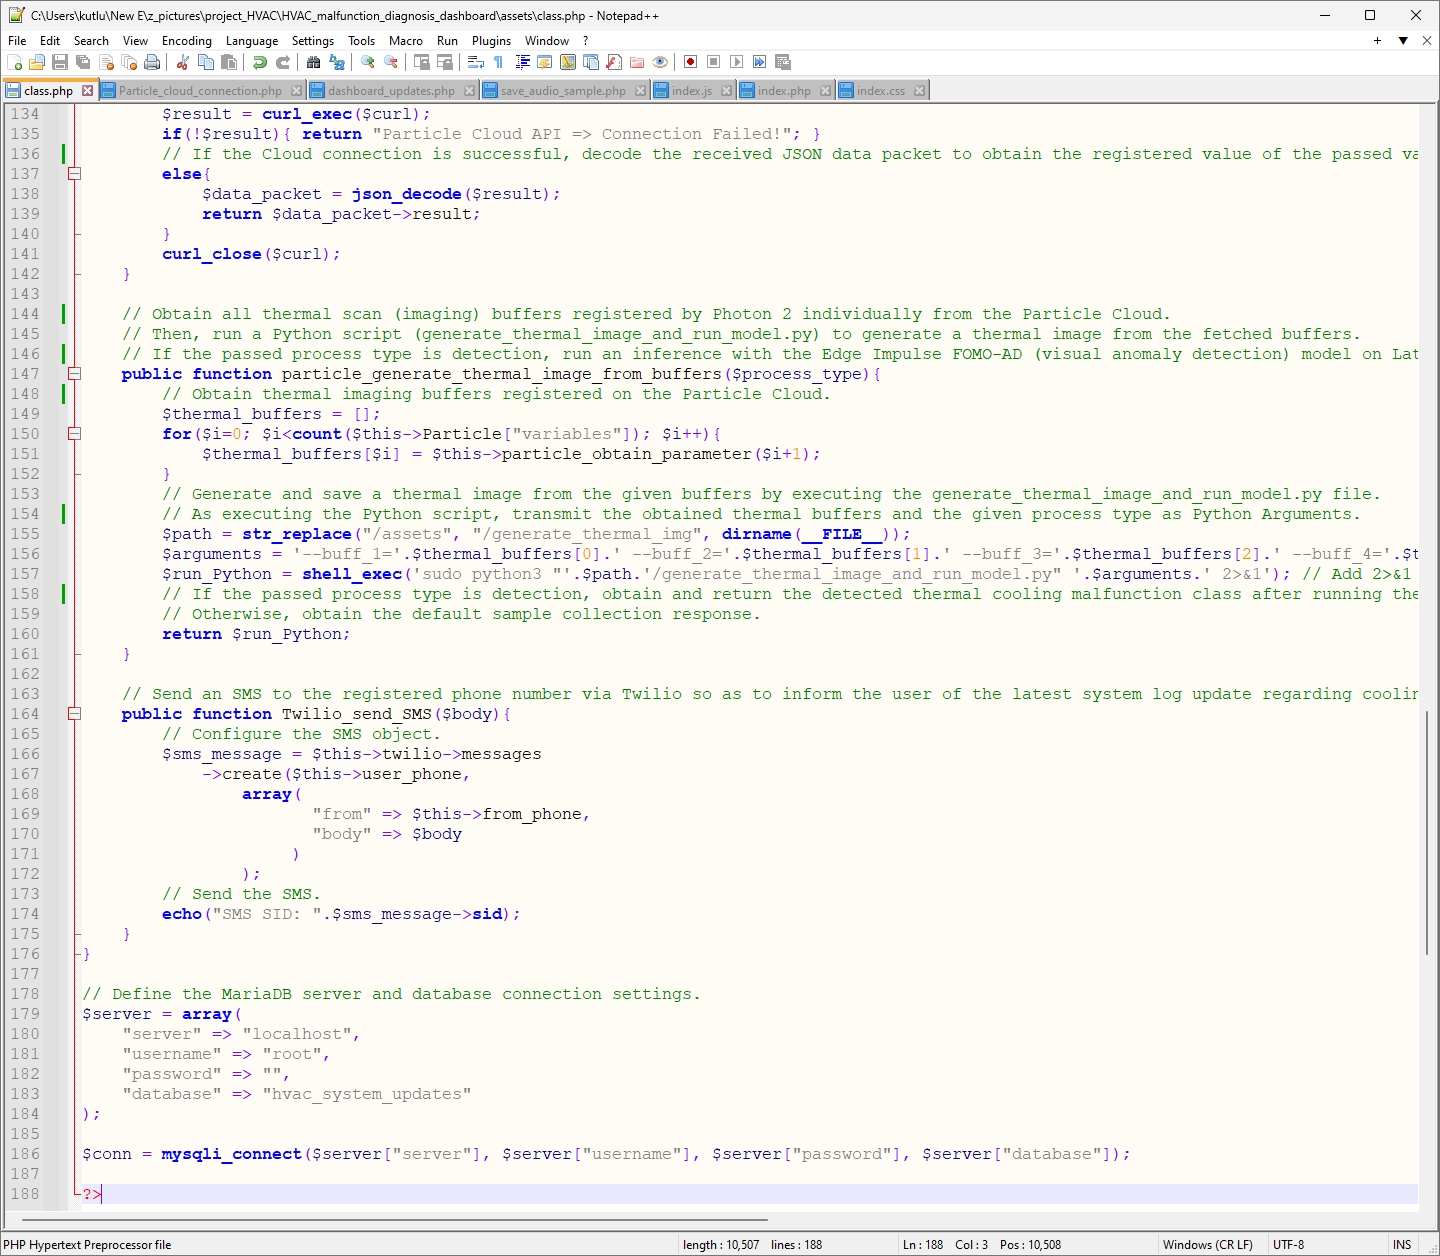 C:\Users\kutlu\New E\z_pictures\project_HVAC\HVAC_malfunction_diagnosis_dashboard\assets\class.php - Notepad++
File Edit Search View Encoding Language Settings Tools Macro Run Plugins Window ?
class.php Particle_cloud_connection.php dashboard_updates.php save_audio_sample.php index.js index.php index.css
134 $result = curl_exec($curl);
135 if(!$result){ return "Particle Cloud API => Connection Failed!"; }
136 // If the Cloud connection is successful, decode the received JSON data packet to obtain the registered value of the passed va
137 else{
138 $data_packet = json_decode($result);
139 return $data_packet->result;
140 }
141 curl_close($curl);
142 }
143
144 // Obtain all thermal scan (imaging) buffers registered by Photon 2 individually from the Particle Cloud.
145 // Then, run a Python script (generate_thermal_image_and_run_model.py) to generate a thermal image from the fetched buffers.
146 // If the passed process type is detection, run an inference with the Edge Impulse FOMO-AD (visual anomaly detection) model on Lat
147 public function particle_generate_thermal_image_from_buffers($process_type){
148 // Obtain thermal imaging buffers registered on the Particle Cloud.
149 $thermal_buffers = [];
150 for($i=0; $i<count($this->Particle["variables"]); $i++){
151 $thermal_buffers[$i] = $this->particle_obtain_parameter($i+1);
152 }
153 // Generate and save a thermal image from the given buffers by executing the generate_thermal_image_and_run_model.py file.
154 // As executing the Python script, transmit the obtained thermal buffers and the given process type as Python Arguments.
155 $path = str_replace("/assets", "/generate_thermal_img", dirname(__FILE__));
156 $arguments = '--buff_1='.$thermal_buffers[0].' --buff_2='.$thermal_buffers[1].' --buff_3='.$thermal_buffers[2].' --buff_4='.$t
157 $run_Python = shell_exec('sudo python3 "'.$path.'/generate_thermal_image_and_run_model.py" '.$arguments.' 2>&1'); // Add 2>&1
158 // If the passed process type is detection, obtain and return the detected thermal cooling malfunction class after running the
159 // Otherwise, obtain the default sample collection response.
160 return $run_Python;
161 }
162
163 // Send an SMS to the registered phone number via Twilio so as to inform the user of the latest system log update regarding coolin
164 public function Twilio_send_SMS($body){
165 // Configure the SMS object.
166 $sms_message = $this->twilio->messages
167 ->create($this->user_phone,
168 array(
169 "from" => $this->from_phone,
170 "body" => $body
171 )
172 );
173 // Send the SMS.
174 echo("SMS SID: ".$sms_message->sid);
175 }
176 }
177
178 // Define the MariaDB server and database connection settings.
179 $server = array(
180 "server" => "localhost",
181 "username" => "root",
182 "password" => "",
183 "database" => "hvac_system_updates"
184 );
185
186 $conn = mysqli_connect($server["server"], $server["username"], $server["password"], $server["database"]);
187
188 ?>
PHP Hypertext Preprocessor file length : 10,507 lines : 188 Ln : 188 Col : 3 Pos : 10,508 Windows (CR LF) UTF-8 INS